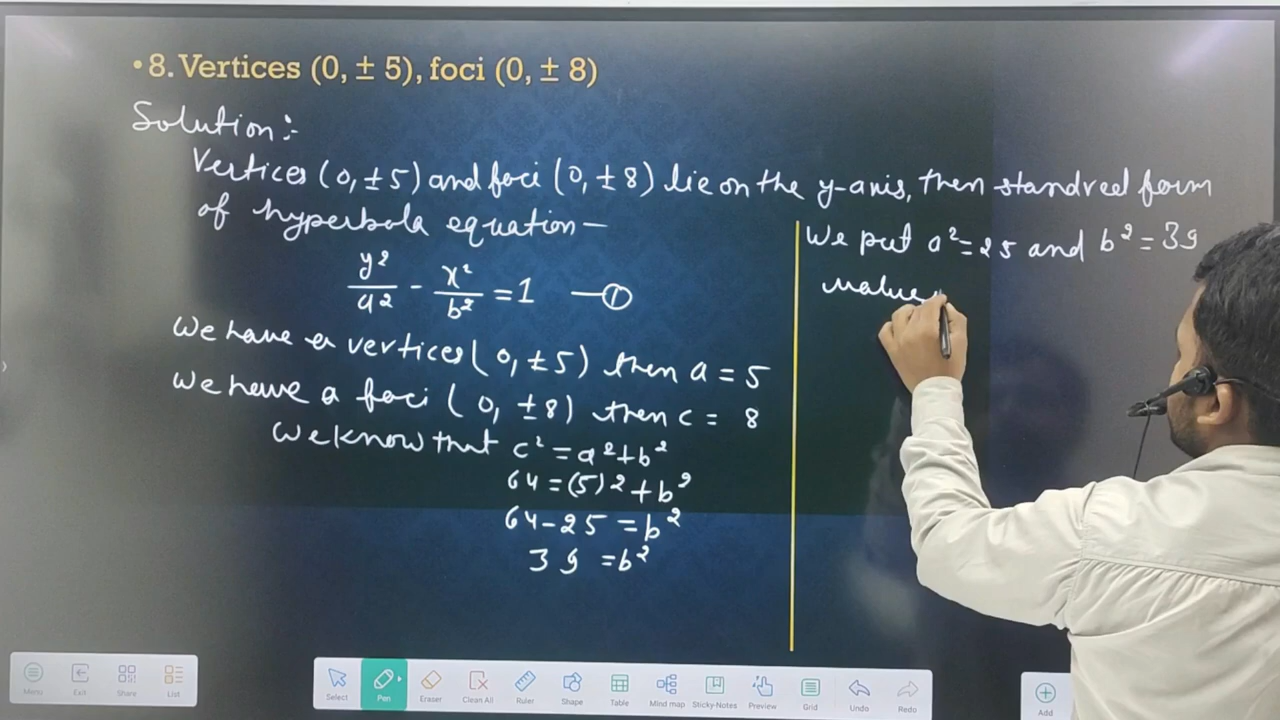 • 8. Vertices (0, ± 5), foci (0, ± 8)
Solution:-
Vertices (0, ±5) and foci (0, ±8) lie on the y-axis, then standred form
of hyperbola equation—
y²/a² - x²/b² = 1 —①
We have a vertices (0, ±5) then a = 5
We have a foci (0, ±8) then c = 8
We know that c² = a²+b²
64 = (5)²+b²
64-25 = b²
39 = b²
We put a²=25 and b²=39
value
Menu
Exit
Share
List
Select
Pen
Eraser
Clean All
Ruler
Shape
Table
Mind map
Sticky-Notes
Preview
Grid
Undo
Redo
Add